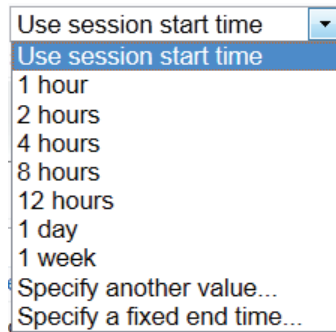 Use session start time
Use session start time
1 hour
2 hours
4 hours
8 hours
12 hours
1 day
1 week
Specify another value...
Specify a fixed end time...